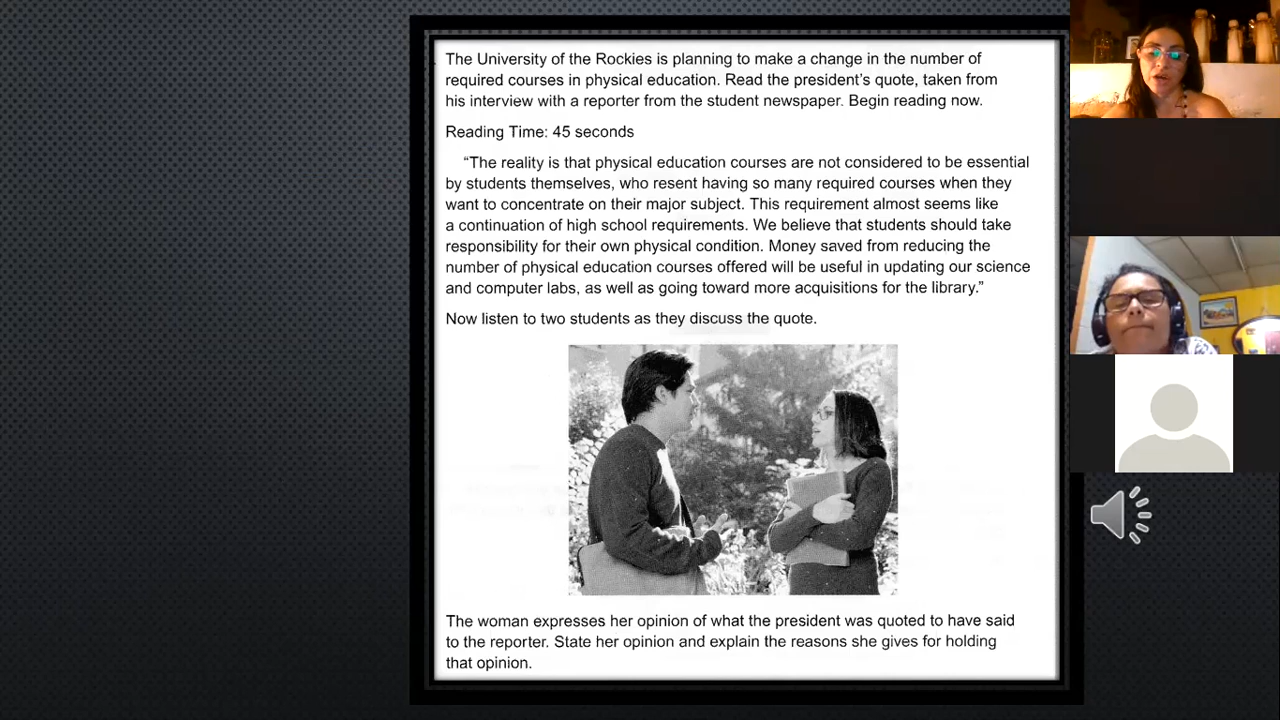 The University of the Rockies is planning to make a change in the number of
required courses in physical education. Read the president's quote, taken from
his interview with a reporter from the student newspaper. Begin reading now.
Reading Time: 45 seconds
“The reality is that physical education courses are not considered to be essential
by students themselves, who resent having so many required courses when they
want to concentrate on their major subject. This requirement almost seems like
a continuation of high school requirements. We believe that students should take
responsibility for their own physical condition. Money saved from reducing the
number of physical education courses offered will be useful in updating our science
and computer labs, as well as going toward more acquisitions for the library.”
Now listen to two students as they discuss the quote.
The woman expresses her opinion of what the president was quoted to have said
to the reporter. State her opinion and explain the reasons she gives for holding
that opinion.